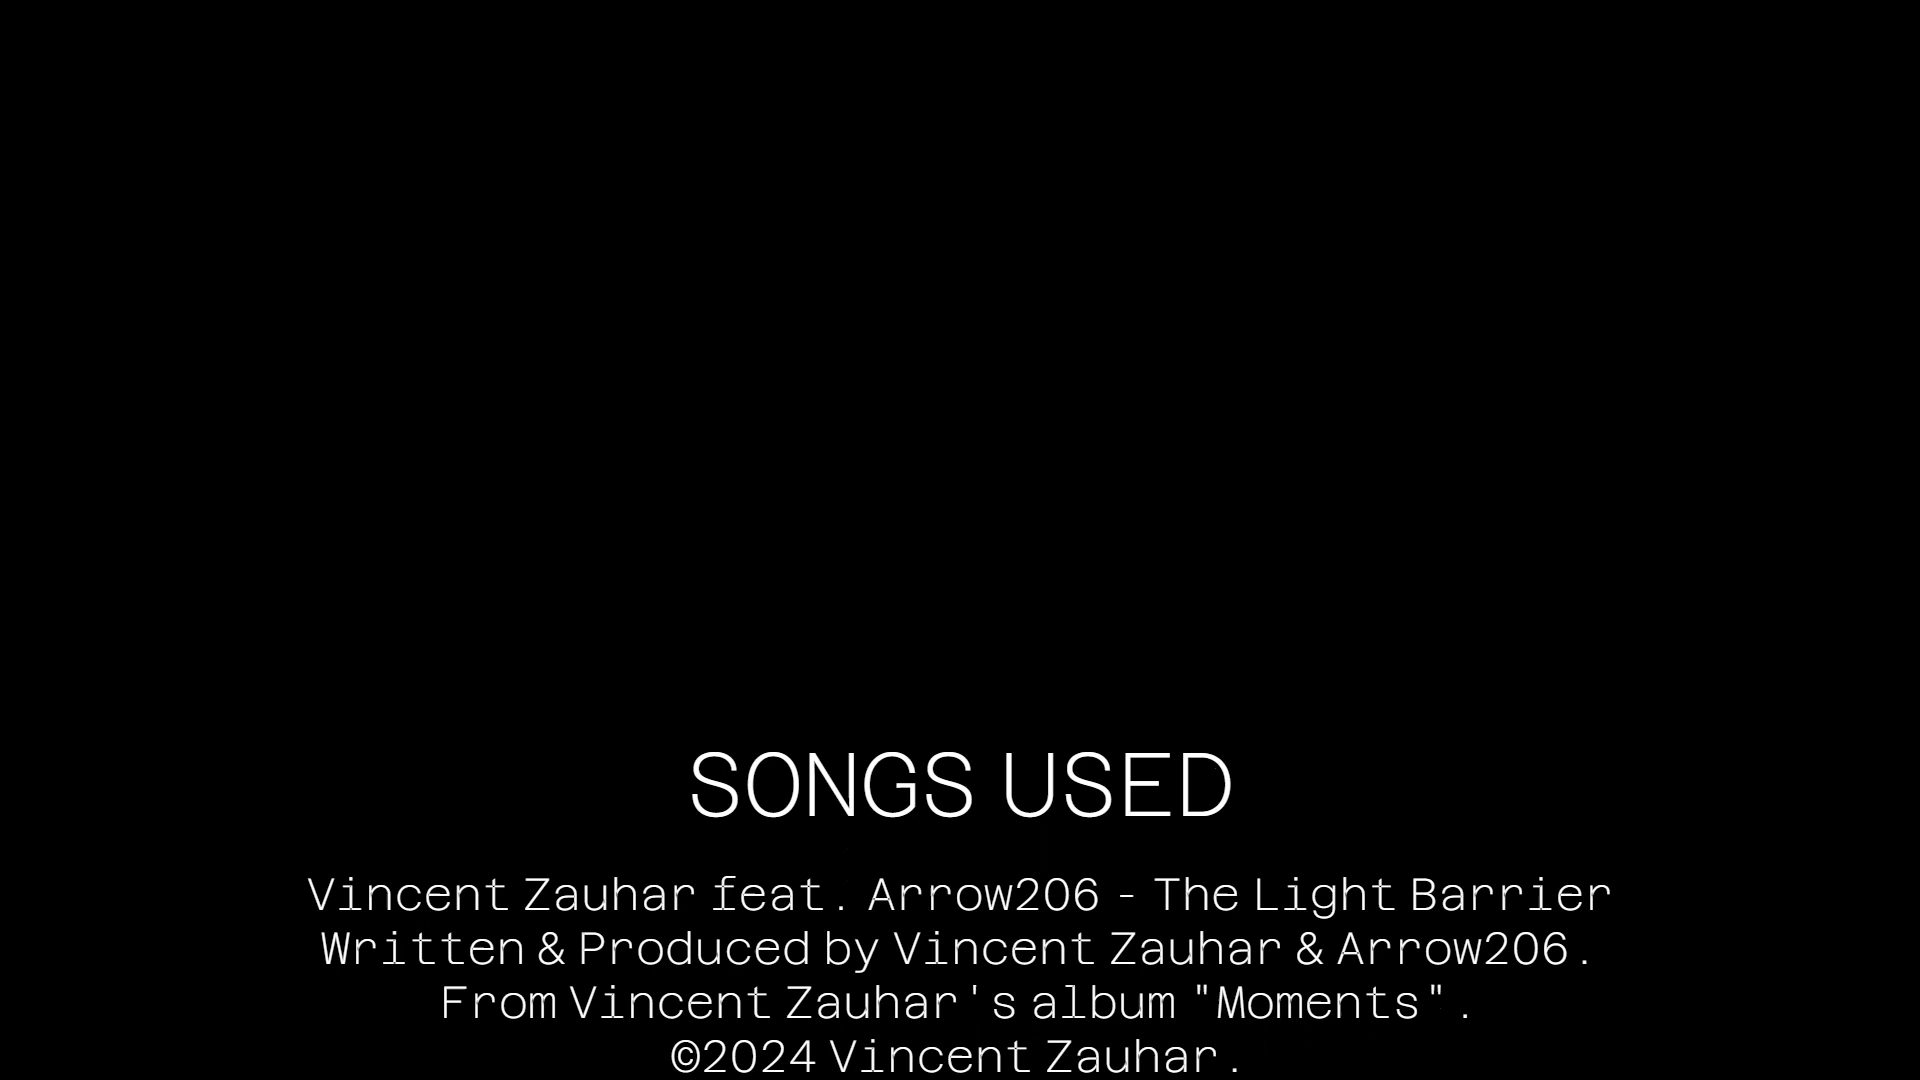 SONGS USED
Vincent Zauhar feat. Arrow206 - The Light Barrier
Written & Produced by Vincent Zauhar & Arrow206.
From Vincent Zauhar's album "Moments".
©2024 Vincent Zauhar.